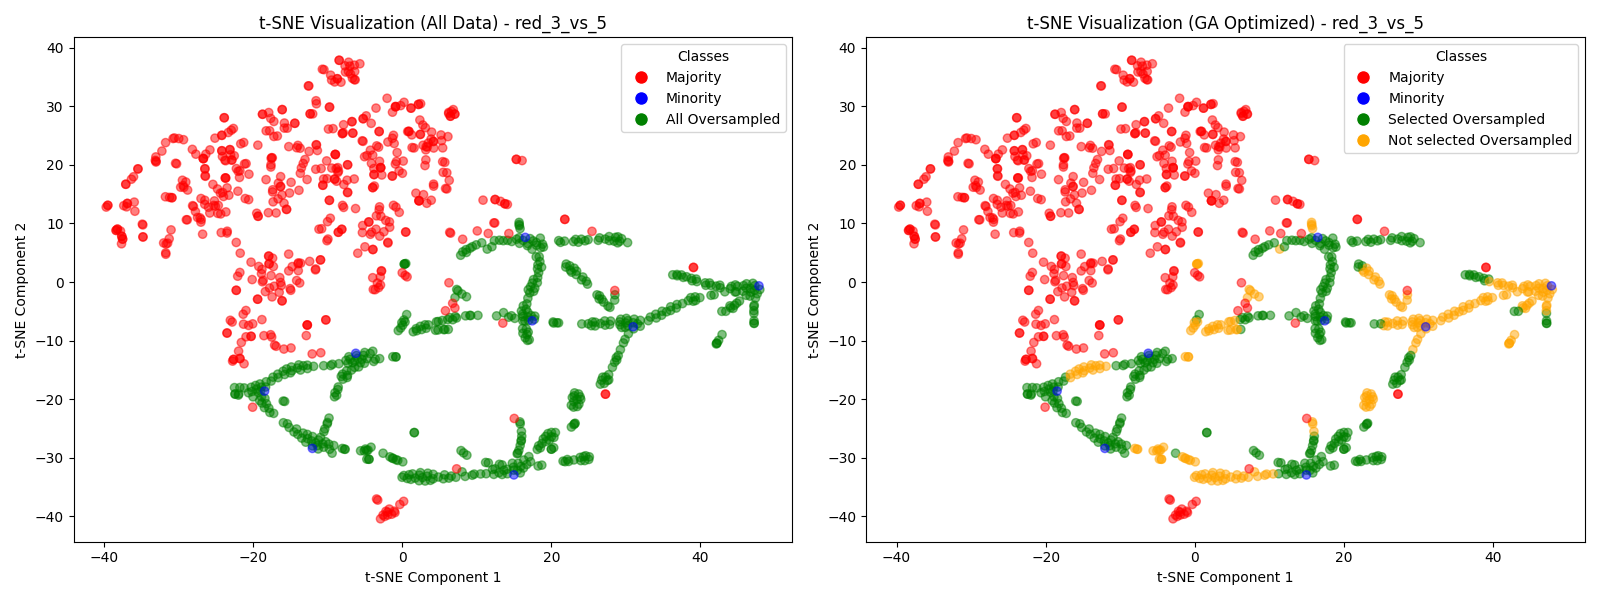 t-SNE Visualization (All Data) - red_3_vs_5
Classes
Majority
Minority
All Oversampled
40
30
20
10
0
−10
−20
−30
−40
t-SNE Component 2
−40
−20
0
20
40
t-SNE Component 1
t-SNE Visualization (GA Optimized) - red_3_vs_5
Classes
Majority
Minority
Selected Oversampled
Not selected Oversampled
40
30
20
10
0
−10
−20
−30
−40
t-SNE Component 2
−40
−20
0
20
40
t-SNE Component 1